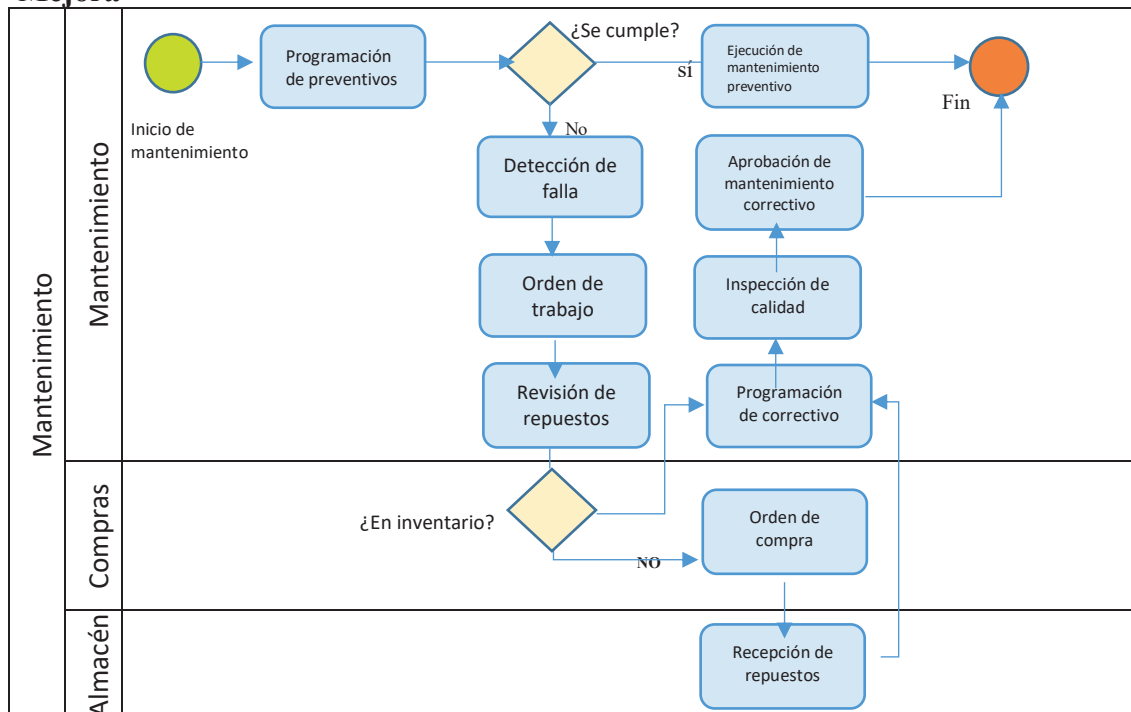 Mejora
¿Se cumple?
Programación
de preventivos
Ejecución de
mantenimiento
preventivo
sí
Fin
Inicio de
mantenimiento
No
Detección de
falla
Aprobación de
mantenimiento
correctivo
Orden de
trabajo
Inspección de
calidad
Revisión de
repuestos
Programación
de correctivo
Mantenimiento
Mantenimiento
¿En inventario?
Orden de
compra
NO
Compras
Recepción de
repuestos
Almacén